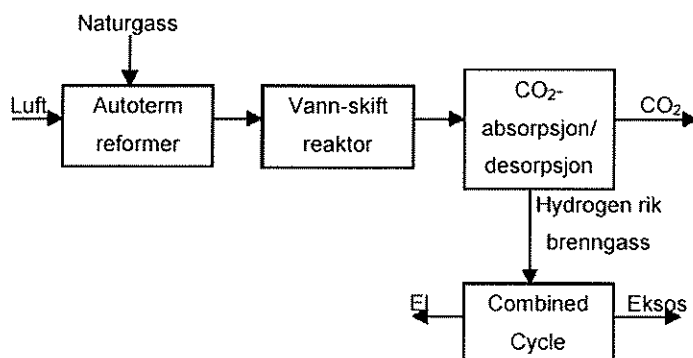 Naturgass
Luft
Autoterm
reformer
Vann-skift
reaktor
CO₂-
absorpsjon/
desorpsjon
CO₂
Hydrogen rik
brenngass
El
Combined
Cycle
Eksos